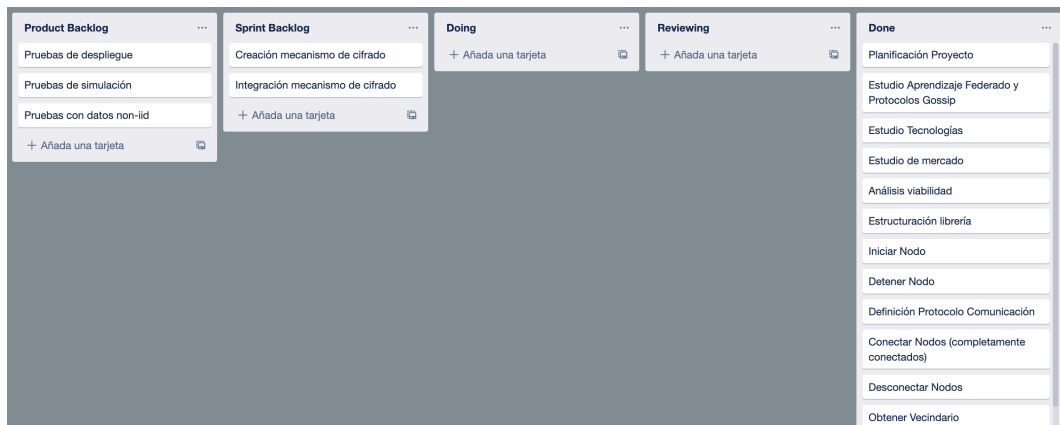 Product Backlog
Pruebas de despliegue
Pruebas de simulación
Pruebas con datos non-iid
+ Añada una tarjeta
Sprint Backlog
Creación mecanismo de cifrado
Integración mecanismo de cifrado
+ Añada una tarjeta
Doing
+ Añada una tarjeta
Reviewing
+ Añada una tarjeta
Done
Planificación Proyecto
Estudio Aprendizaje Federado y
Protocolos Gossip
Estudio Tecnologías
Estudio de mercado
Análisis viabilidad
Estructuración librería
Iniciar Nodo
Detener Nodo
Definición Protocolo Comunicación
Conectar Nodos (completamente
conectados)
Desconectar Nodos
Obtener Vecindario